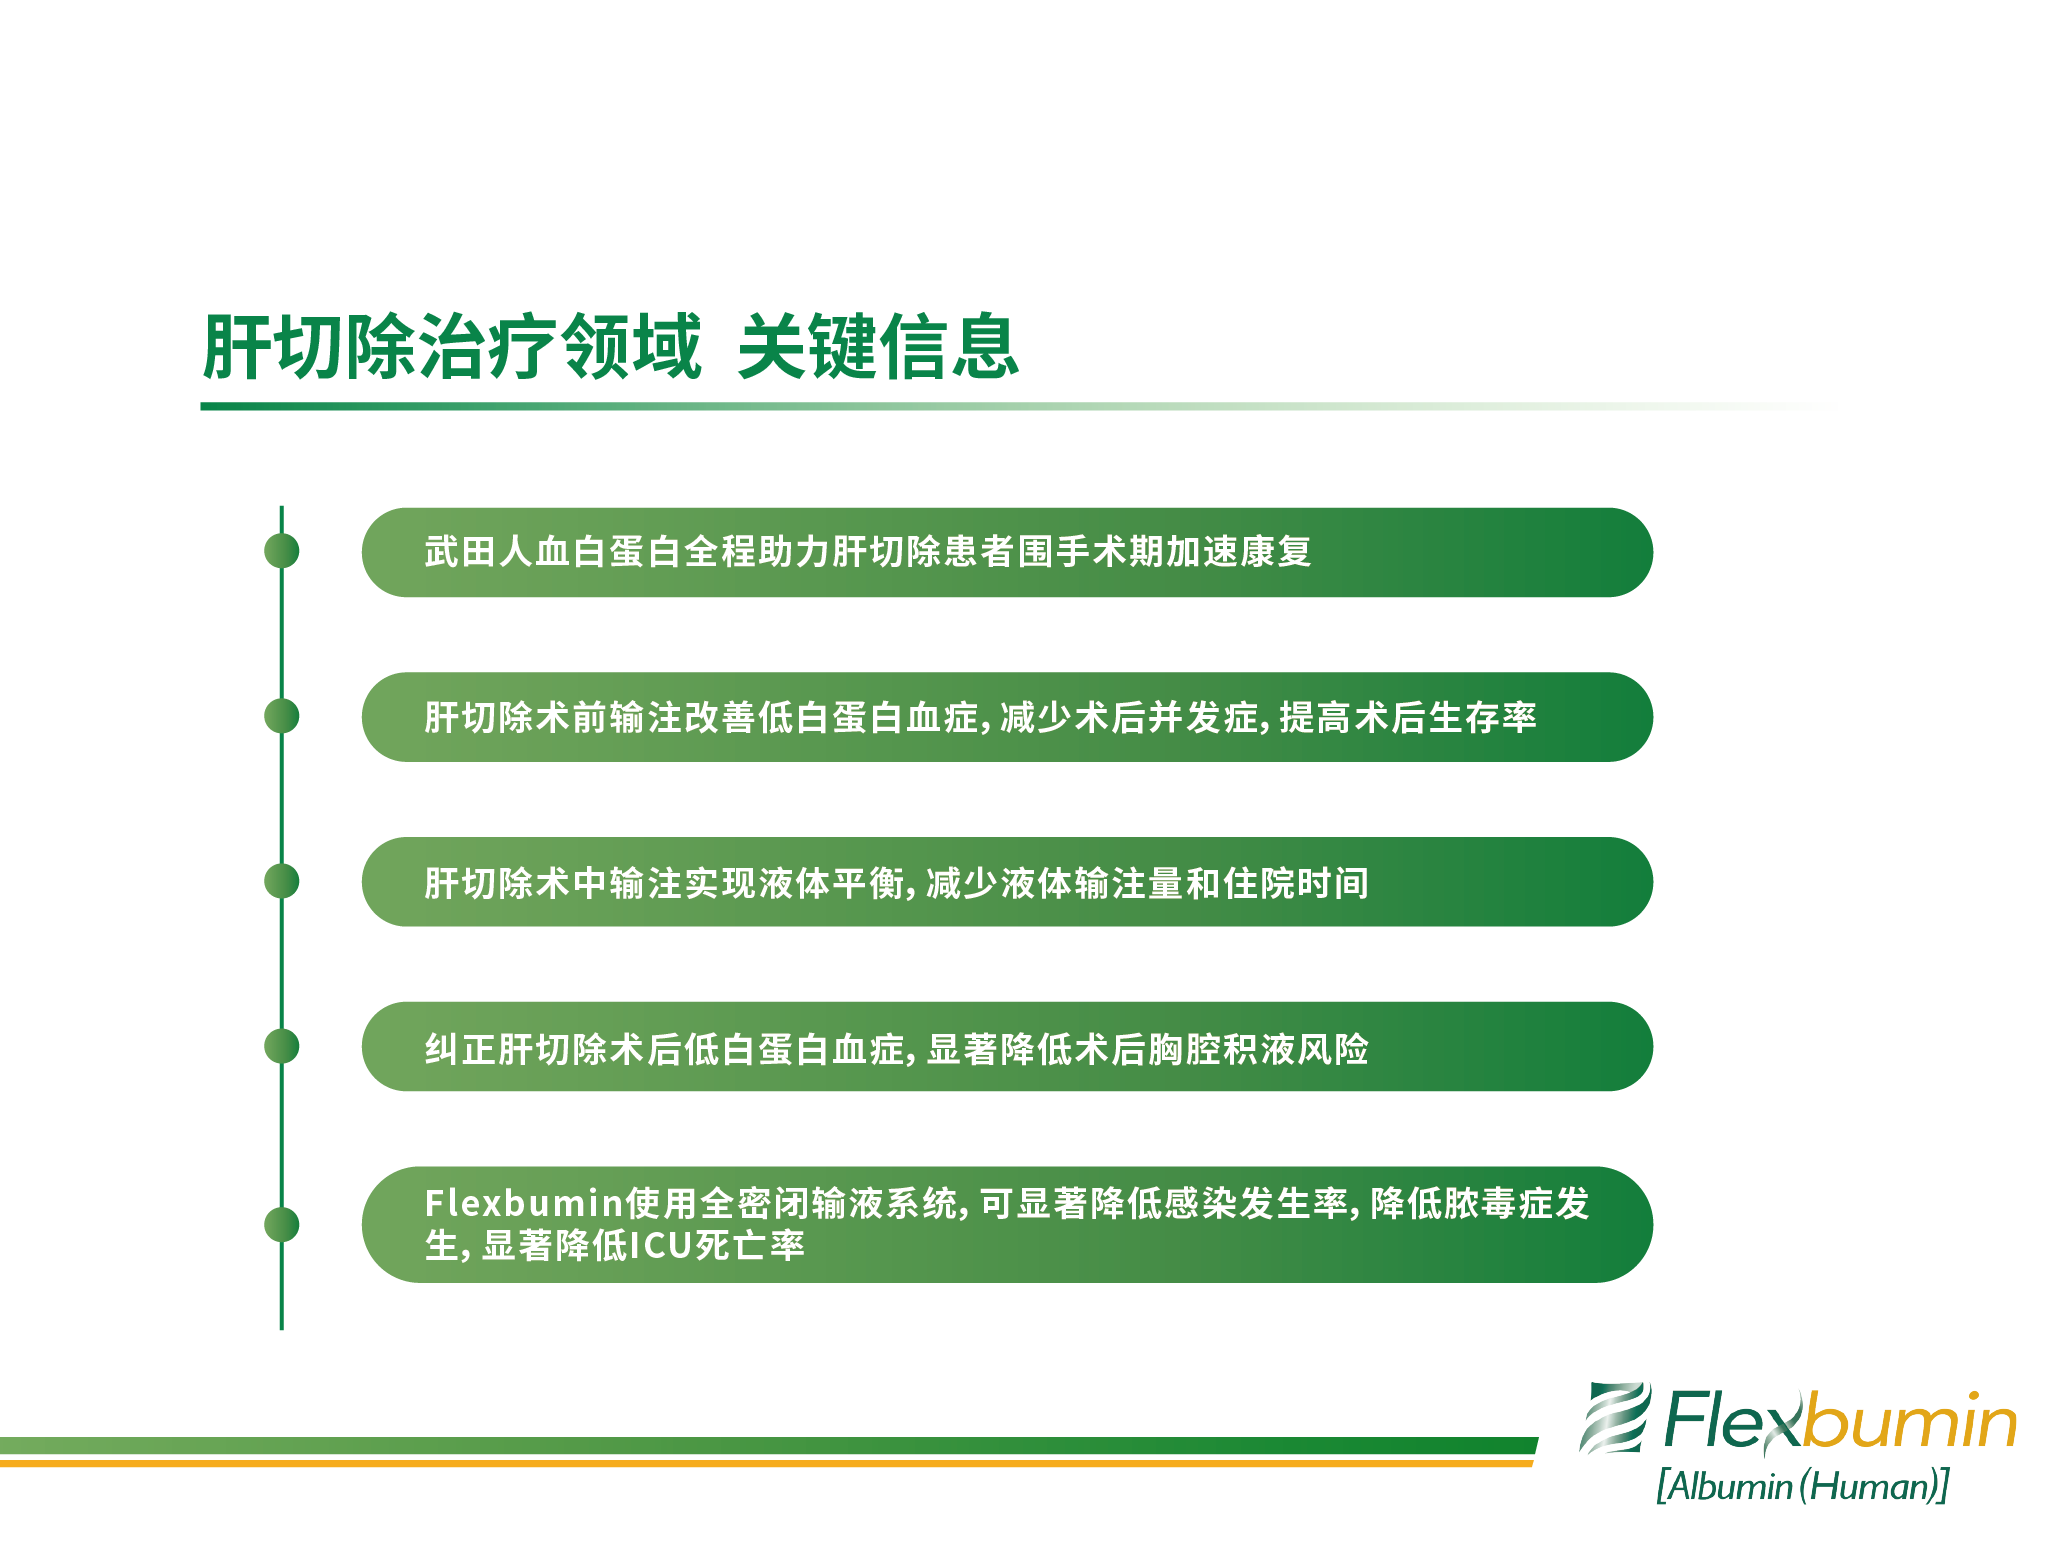 肝切除治疗领域 关键信息
武田人血白蛋白全程助力肝切除患者围手术期加速康复
肝切除术前输注改善低白蛋白血症，减少术后并发症，提高术后生存率
肝切除术中输注实现液体平衡，减少液体输注量和住院时间
纠正肝切除术后低白蛋白血症，显著降低术后胸腔积液风险
Flexbumin使用全密闭输液系统，可显著降低感染发生率，降低脓毒症发
生，显著降低ICU死亡率
Flexbumin
[Albumin (Human)]